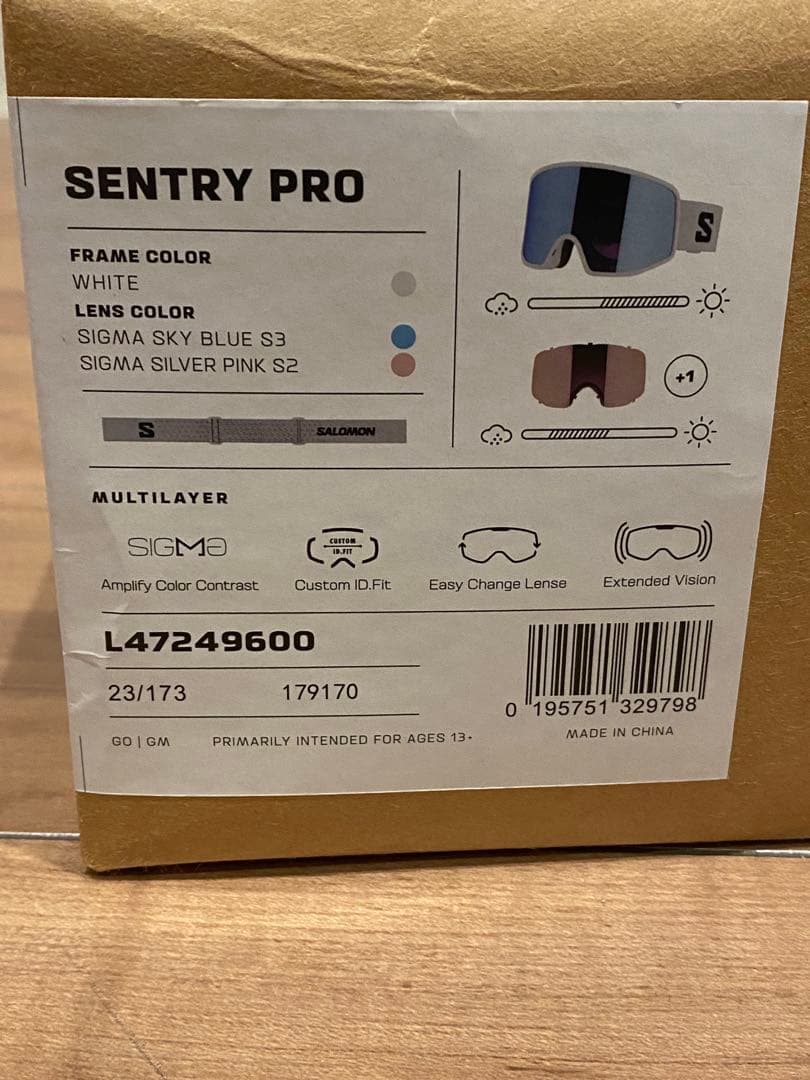 SENTRY PRO
FRAME COLOR
WHITE
LENS COLOR
SIGMA SKY BLUE S3
SIGMA SILVER PINK S2
S
+1
S SALOMON
MULTILAYER
SIGMA
CUSTOM
ID.FIT
Amplify Color Contrast
Custom ID.Fit
Easy Change Lense
Extended Vision
L47249600
23/173 179170
0 195751 329798
GO | GM PRIMARILY INTENDED FOR AGES 13+
MADE IN CHINA